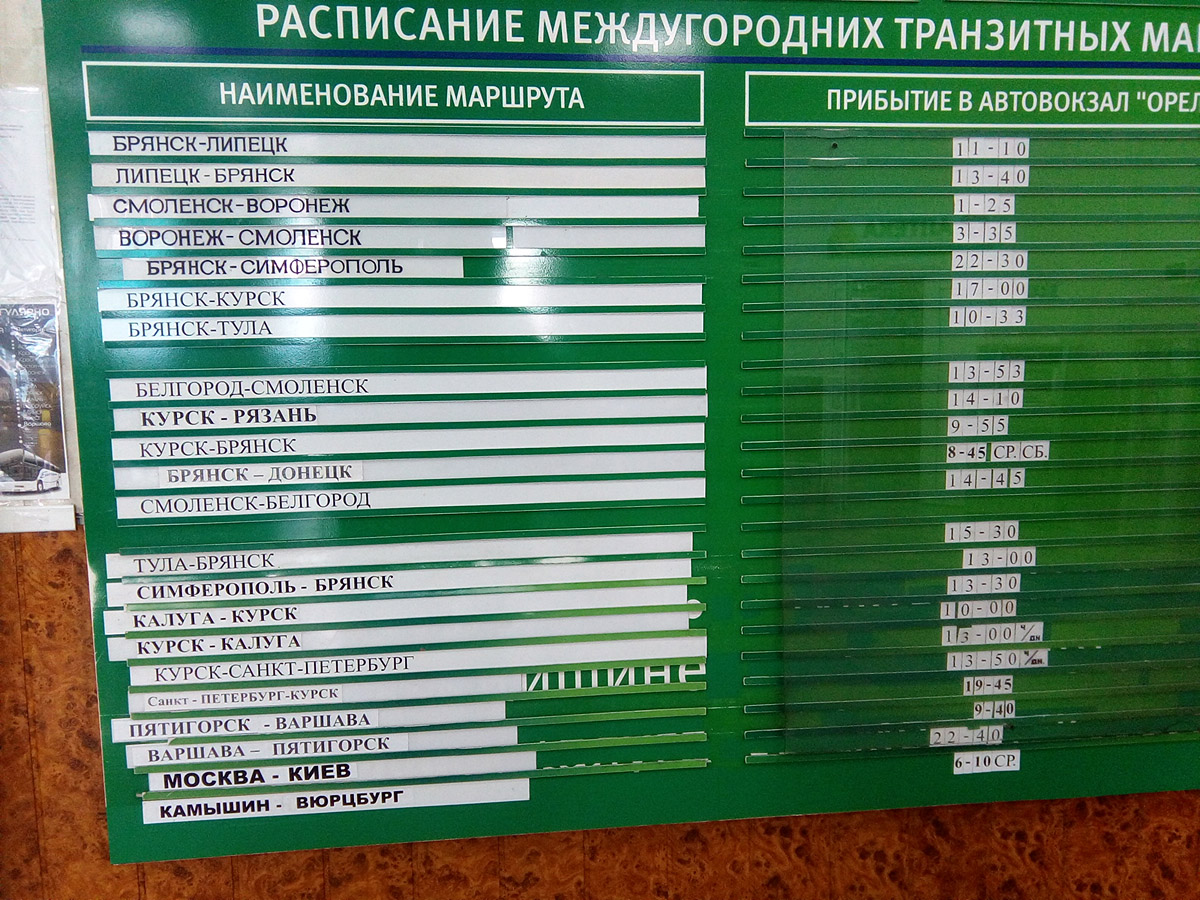 РАСПИСАНИЕ МЕЖДУГОРОДНИХ ТРАНЗИТНЫХ МА
НАИМЕНОВАНИЕ МАРШРУТА ПРИБЫТИЕ В АВТОВОКЗАЛ "ОРЕЛ
БРЯНСК-ЛИПЕЦК 11-10
ЛИПЕЦК-БРЯНСК 13-40
СМОЛЕНСК-ВОРОНЕЖ 1-25
ВОРОНЕЖ-СМОЛЕНСК 3-35
БРЯНСК-СИМФЕРОПОЛЬ 22-30
БРЯНСК-КУРСК 17-00
БРЯНСК-ТУЛА 10-33
БЕЛГОРОД-СМОЛЕНСК 13-53
КУРСК - РЯЗАНЬ 14-10
КУРСК-БРЯНСК 9-55
БРЯНСК – ДОНЕЦК 8-45 СР.СБ.
СМОЛЕНСК-БЕЛГОРОД 14-45
ТУЛА-БРЯНСК 15-30
СИМФЕРОПОЛЬ - БРЯНСК 13-00
КАЛУГА - КУРСК 13-30
КУРСК - КАЛУГА 10-00
КУРСК-САНКТ-ПЕТЕРБУРГ 13-00 ч/дн
Санкт - ПЕТЕРБУРГ-КУРСК 13-50 ч/дн.
ПЯТИГОРСК - ВАРШАВА 19-45
ВАРШАВА – ПЯТИГОРСК 9-40
МОСКВА - КИЕВ 22-40
КАМЫШИН - ВЮРЦБУРГ 6-10 СР.